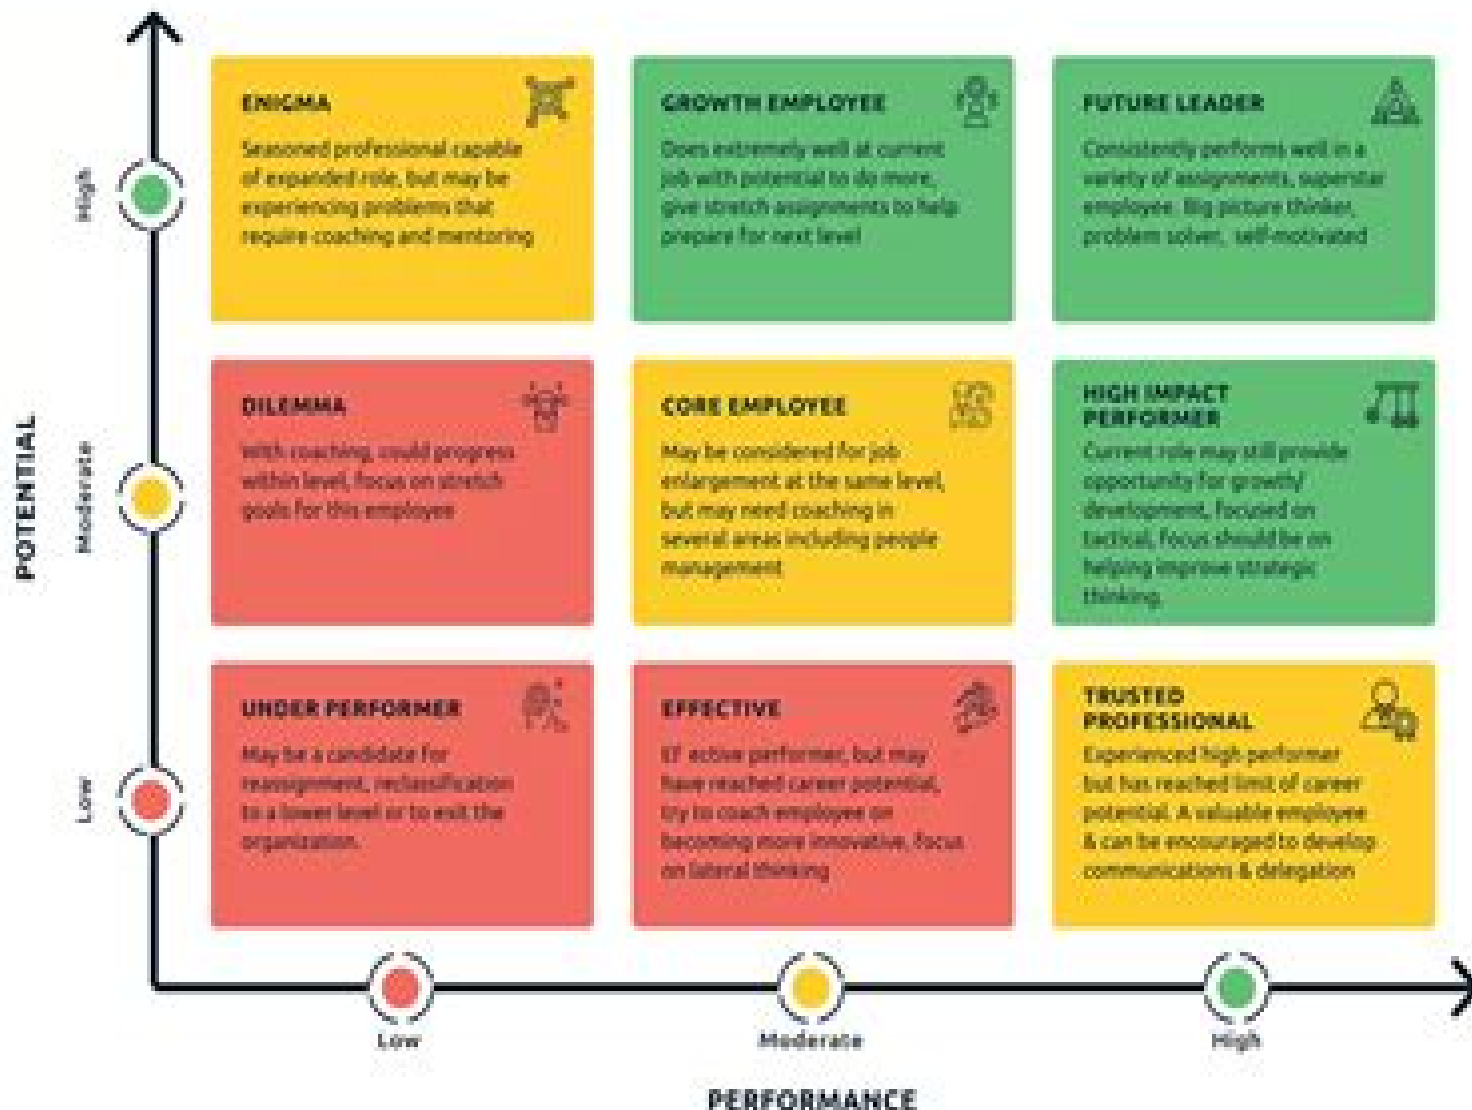 ENIGMA
Seasoned professional capable
of expanded role, but may be
experiencing problems that
require coaching and mentoring
GROWTH EMPLOYEE
Does extremely well at current
job with potential to do more,
give stretch assignments to help
prepare for next level
FUTURE LEADER
Consistently performs well in a
variety of assignments, superstar
employee. Big picture thinker,
problem solver, self-motivated
High
DILEMMA
With coaching, could progress
within level, focus on stretch
goals for this employee
CORE EMPLOYEE
May be considered for job
enlargement at the same level,
but may need coaching in
several areas including people
management
HIGH IMPACT
PERFORMER
Current role may still provide
opportunity for growth/
development, focused on
tactical, focus should be on
helping improve strategic
thinking.
POTENTIAL
Moderate
UNDER PERFORMER
May be a candidate for
reassignment, reclassification
to a lower level or to exit the
organization.
EFFECTIVE
Ef ective performer, but may
have reached career potential,
try to coach employee on
becoming more innovative, focus
on lateral thinking
TRUSTED
PROFESSIONAL
Experienced high performer
but has reached limit of career
potential. A valuable employee
& can be encouraged to develop
communications & delegation
Low
Low
Moderate
High
PERFORMANCE